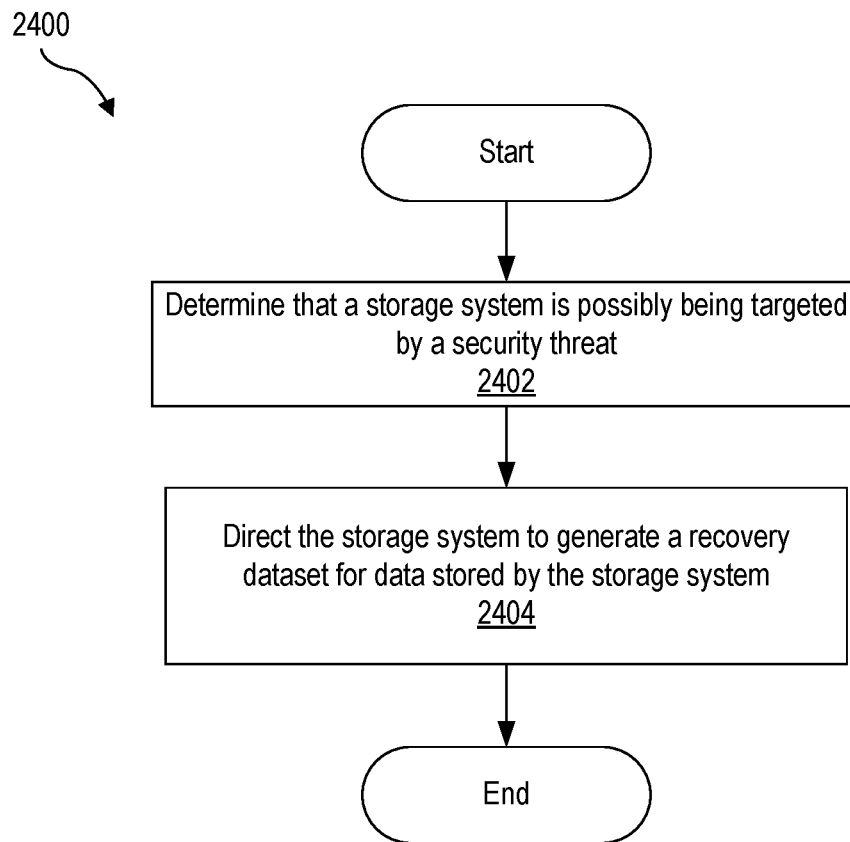 2400
Start
Determine that a storage system is possibly being targeted
by a security threat
2402
Direct the storage system to generate a recovery
dataset for data stored by the storage system
2404
End